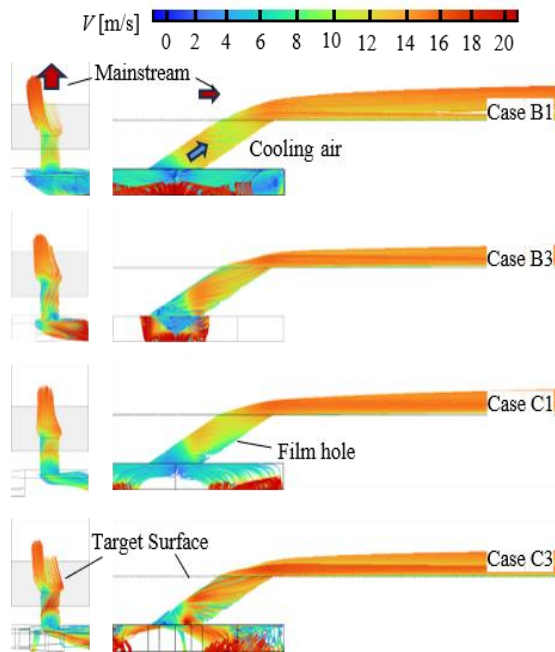 V [m/s]
0 2 4 6 8 10 12 14 16 18 20
Mainstream
Case B1
Cooling air
Case B3
Case C1
Film hole
Target Surface
Case C3